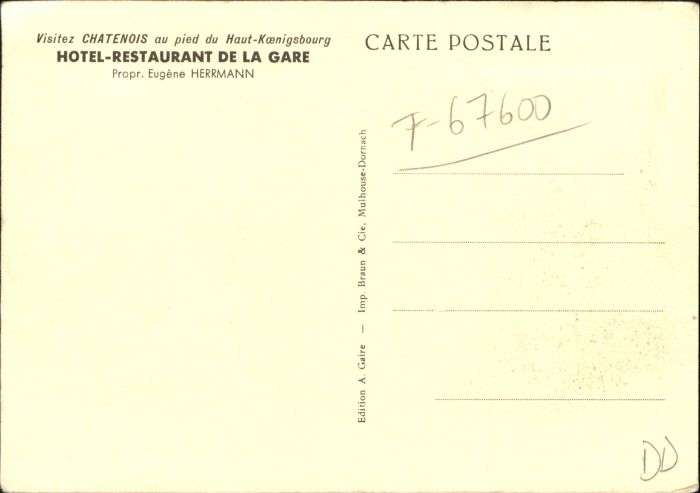 Visitez CHATENOIS au pied du Haut-Kœnigsbourg
HOTEL-RESTAURANT DE LA GARE
Propr. Eugène HERRMANN
CARTE POSTALE
F-67600
Edition A. Gaire — Imp. Braun & Cie, Mulhouse-Dornach
DD